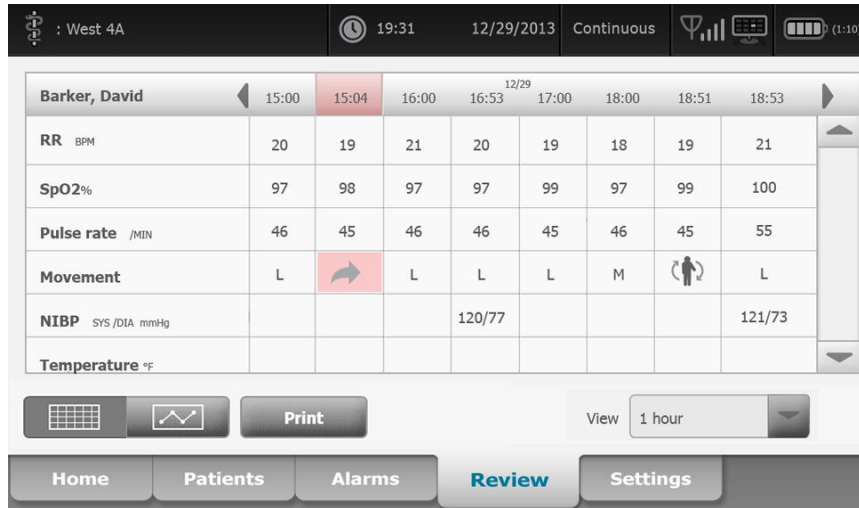 : West 4A 19:31 12/29/2013 Continuous (1:10)
12/29
Barker, David 15:00 15:04 16:00 16:53 17:00 18:00 18:51 18:53
RR BPM 20 19 21 20 19 18 19 21
SpO2% 97 98 97 97 99 97 99 100
Pulse rate /MIN 46 45 46 46 45 46 45 55
Movement L L L L M L
NIBP SYS/DIA mmHg 120/77 121/73
Temperature °F
Print View 1 hour
Home Patients Alarms Review Settings